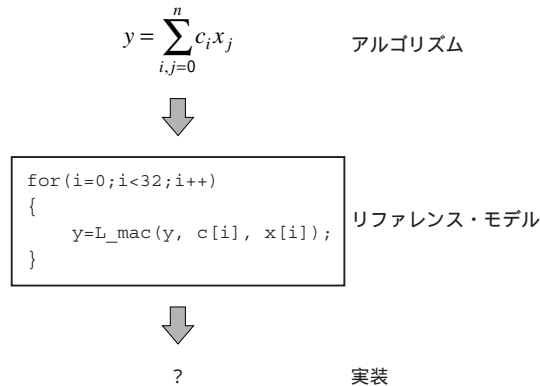 n
y = ∑ c_i x_j アルゴリズム
i,j=0
for(i=0;i<32;i++)
{
    y=L_mac(y, c[i], x[i]);
}
リファレンス・モデル
? 実装